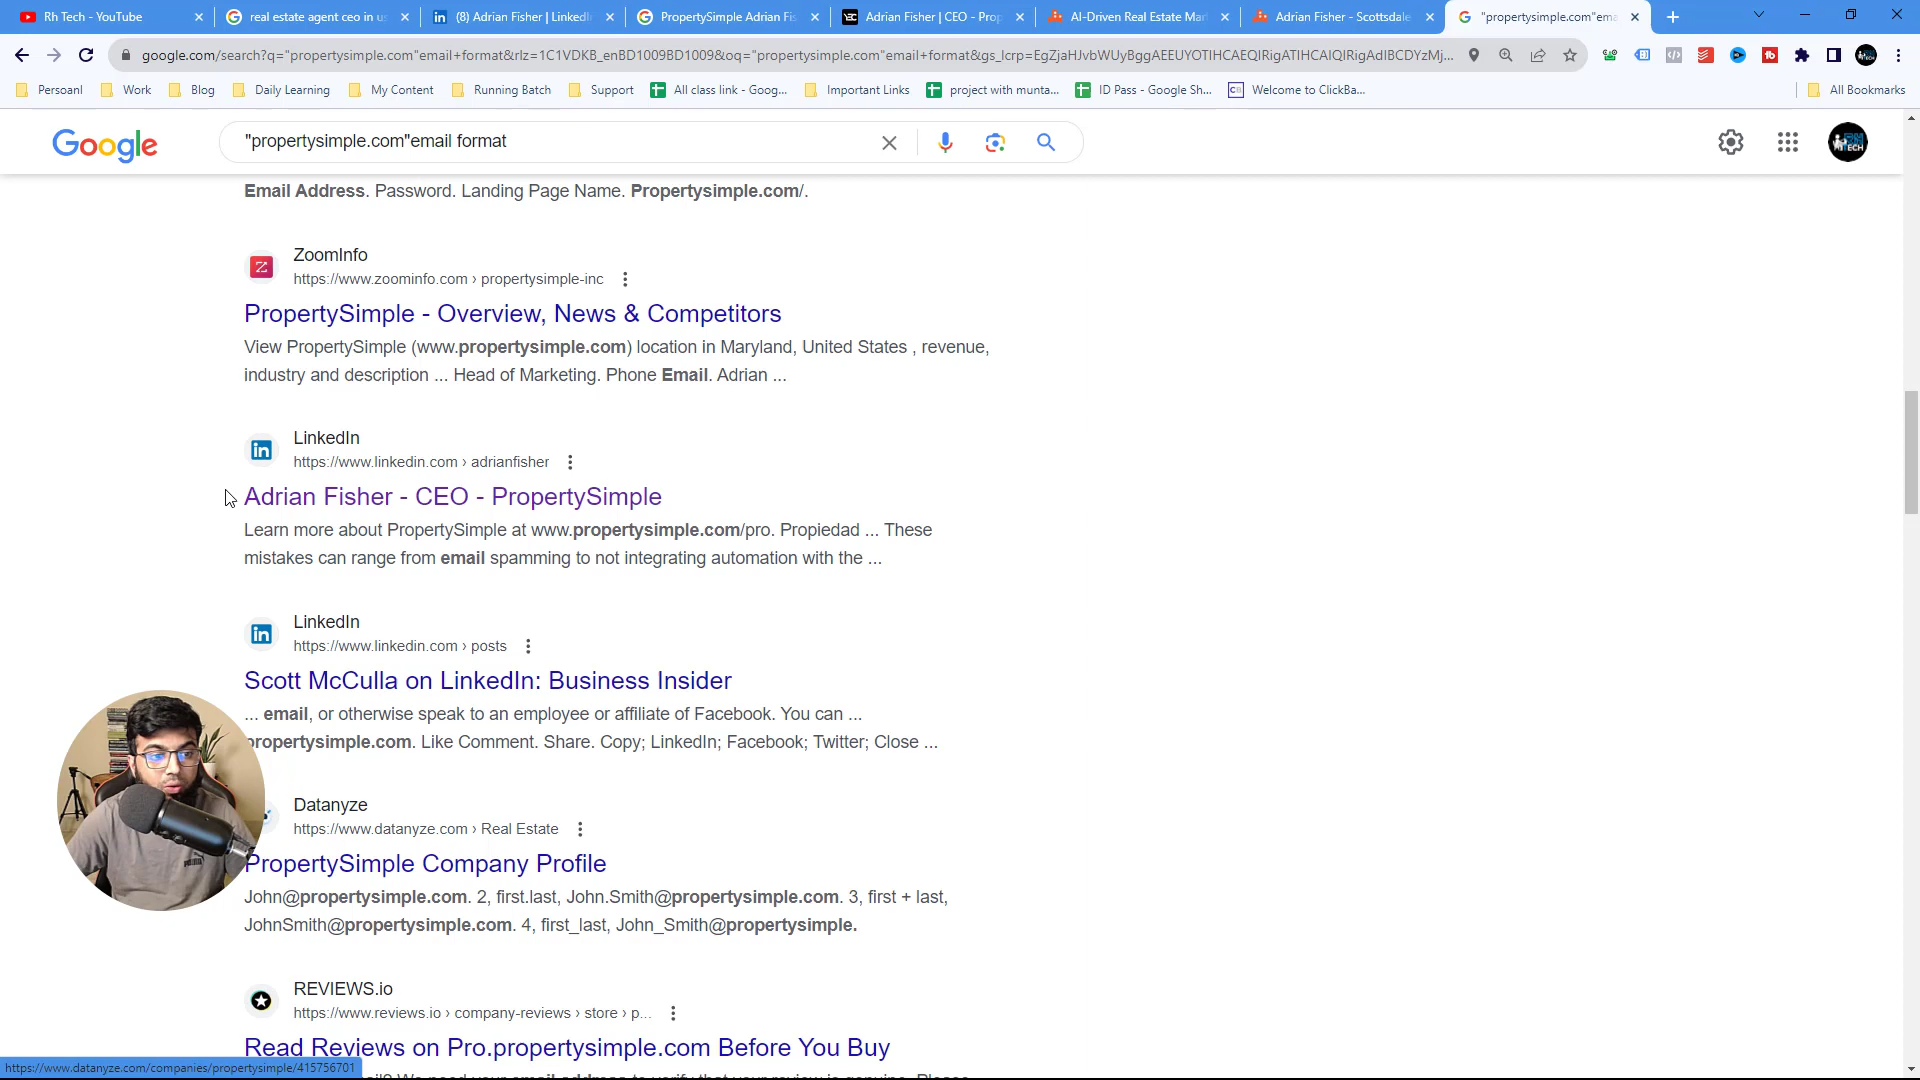 Rh Tech - YouTube
real estate agent ceo in us
(8) Adrian Fisher | LinkedIn
PropertySimple Adrian Fis
Adrian Fisher | CEO - Prop
AI-Driven Real Estate Mar
Adrian Fisher - Scottsdale
"propertysimple.com"ema
google.com/search?q="propertysimple.com"email+format&rlz=1C1VDKB_enBD1009BD1009&oq="propertysimple.com"email+format&gs_lcrp=EgZjaHJvbWUyBggAEEUYOTIHCAEQIRigATIHCAIQIRigAdIBCDYzMj...
Persoanl
Work
Blog
Daily Learning
My Content
Running Batch
Support
All class link - Goog...
Important Links
project with munta...
ID Pass - Google Sh...
Welcome to ClickBa...
All Bookmarks
Google
"propertysimple.com"email format
Email Address. Password. Landing Page Name. Propertysimple.com/.
ZoomInfo
https://www.zoominfo.com › propertysimple-inc
PropertySimple - Overview, News & Competitors
View PropertySimple (www.propertysimple.com) location in Maryland, United States , revenue,
industry and description ... Head of Marketing. Phone Email. Adrian ...
LinkedIn
https://www.linkedin.com › adrianfisher
Adrian Fisher - CEO - PropertySimple
Learn more about PropertySimple at www.propertysimple.com/pro. Propiedad ... These
mistakes can range from email spamming to not integrating automation with the ...
LinkedIn
https://www.linkedin.com › posts
Scott McCulla on LinkedIn: Business Insider
... email, or otherwise speak to an employee or affiliate of Facebook. You can ...
propertysimple.com. Like Comment. Share. Copy; LinkedIn; Facebook; Twitter; Close ...
Datanyze
https://www.datanyze.com › Real Estate
PropertySimple Company Profile
John@propertysimple.com. 2, first.last, John.Smith@propertysimple.com. 3, first + last,
JohnSmith@propertysimple.com. 4, first_last, John_Smith@propertysimple.
REVIEWS.io
https://www.reviews.io › company-reviews › store › p...
Read Reviews on Pro.propertysimple.com Before You Buy
https://www.datanyze.com/companies/propertysimple/415756701